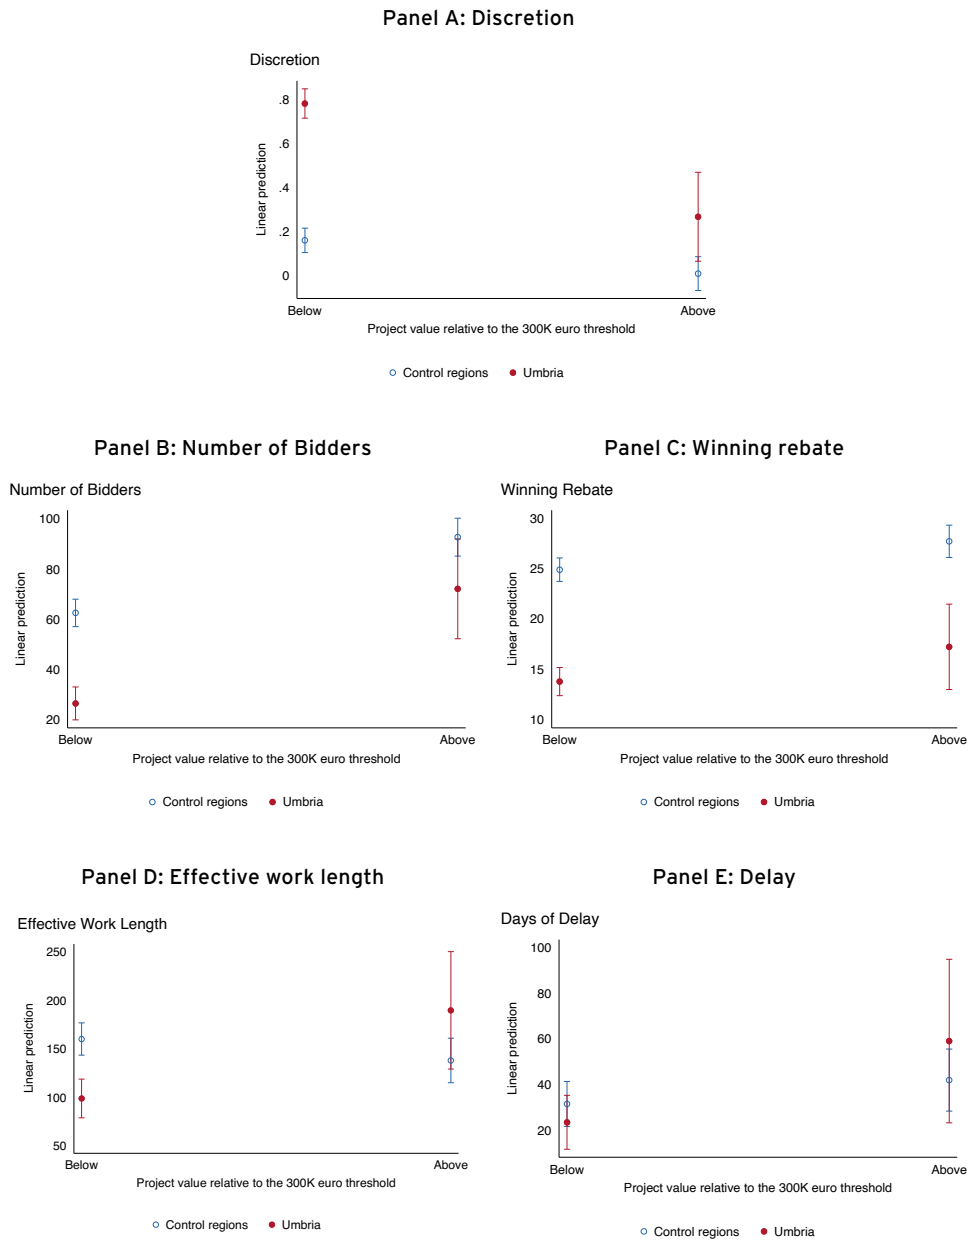 Panel A: Discretion
Discretion
Linear prediction
.8
.6
.4
.2
0
Below
Above
Project value relative to the 300K euro threshold
Control regions
Umbria
Panel B: Number of Bidders
Number of Bidders
Linear prediction
100
80
60
40
20
Below
Above
Project value relative to the 300K euro threshold
Control regions
Umbria
Panel C: Winning rebate
Winning Rebate
Linear prediction
30
25
20
15
10
Below
Above
Project value relative to the 300K euro threshold
Control regions
Umbria
Panel D: Effective work length
Effective Work Length
Linear prediction
250
200
150
100
50
Below
Above
Project value relative to the 300K euro threshold
Control regions
Umbria
Panel E: Delay
Days of Delay
Linear prediction
100
80
60
40
20
Below
Above
Project value relative to the 300K euro threshold
Control regions
Umbria